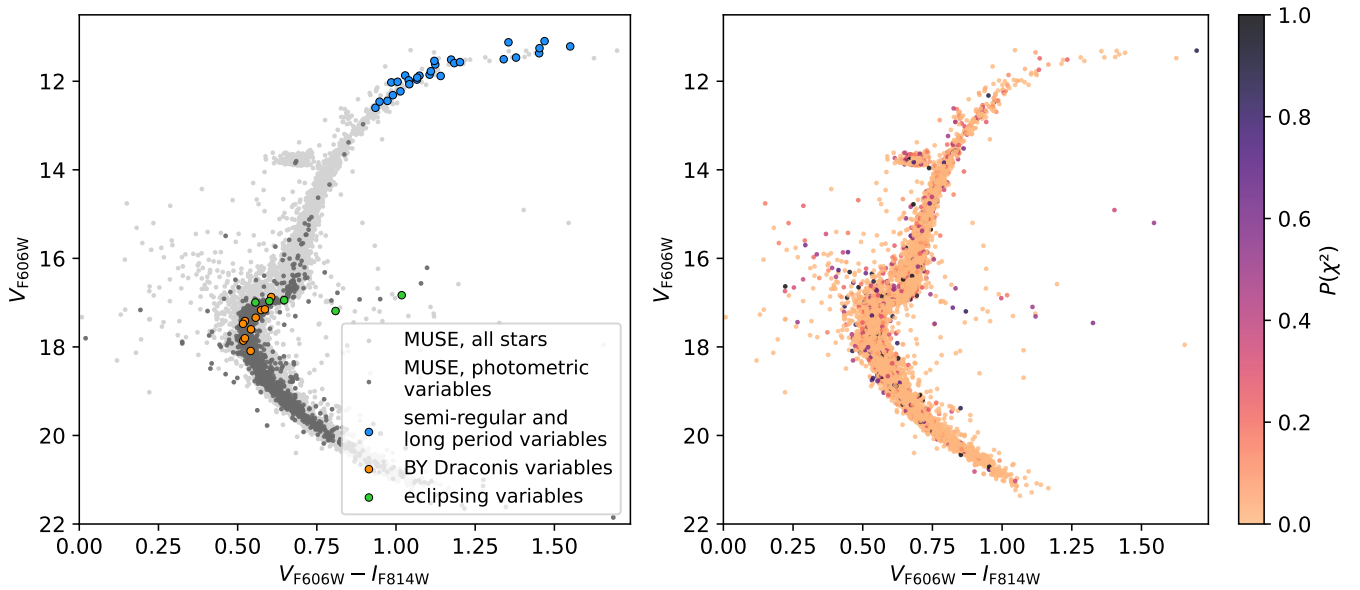 12
14
16
18
20
22
V_F606W
0.00 0.25 0.50 0.75 1.00 1.25 1.50
V_F606W − I_F814W
MUSE, all stars
MUSE, photometric
variables
semi-regular and
long period variables
BY Draconis variables
eclipsing variables
12
14
16
18
20
22
V_F606W
0.00 0.25 0.50 0.75 1.00 1.25 1.50
V_F606W − I_F814W
1.0
0.8
0.6
0.4
0.2
0.0
P(χ²)